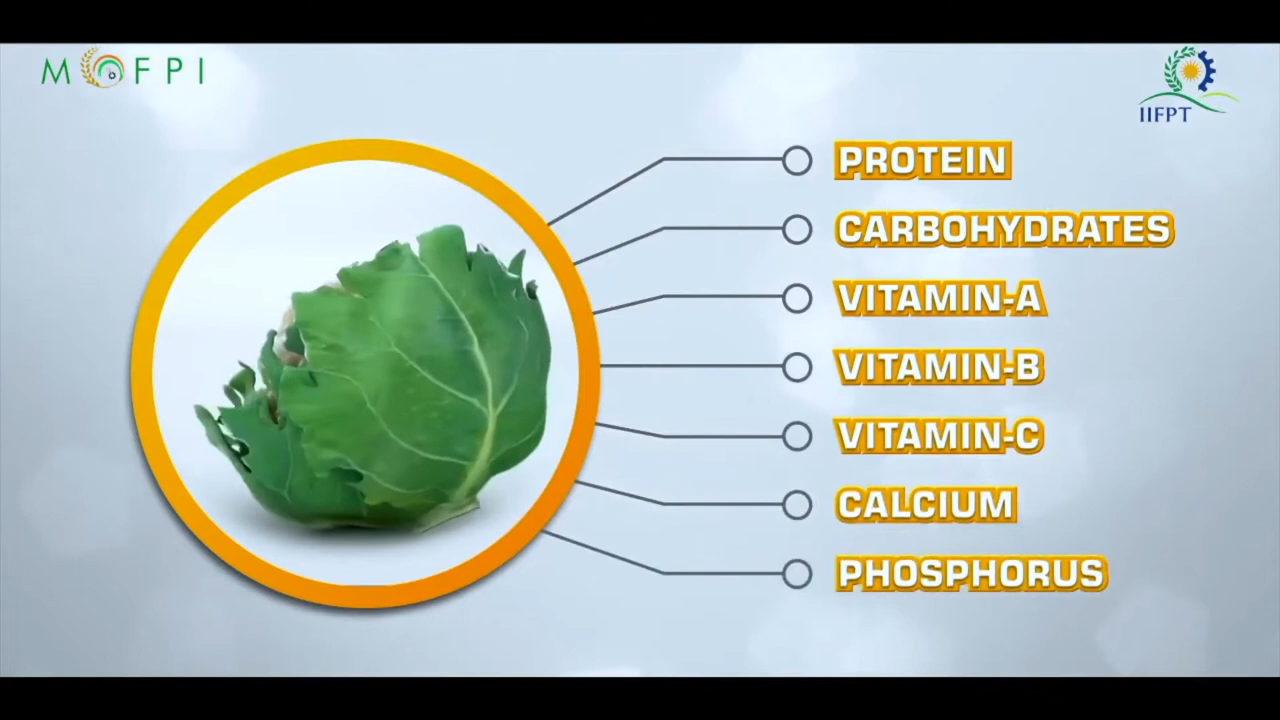 MOFPI
IIFPT
PROTEIN
CARBOHYDRATES
VITAMIN-A
VITAMIN-B
VITAMIN-C
CALCIUM
PHOSPHORUS